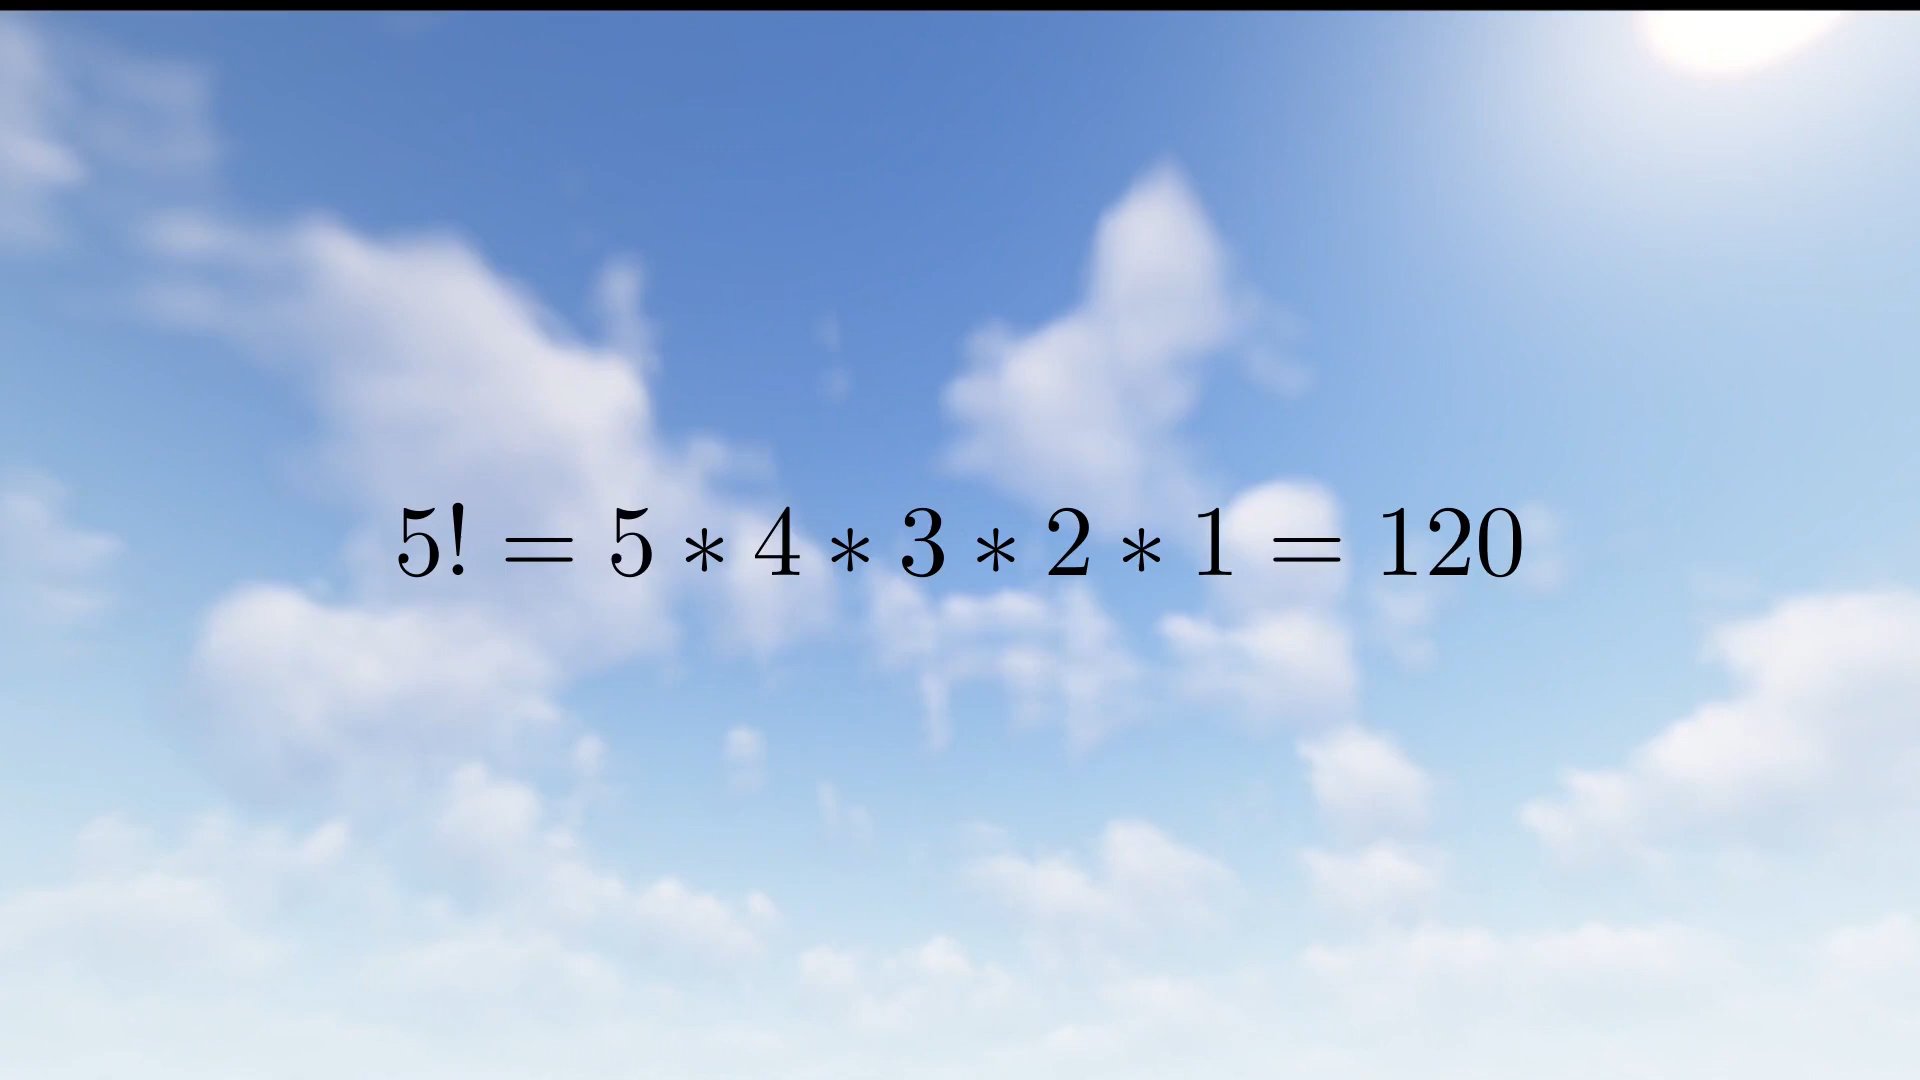 5! = 5 ∗ 4 ∗ 3 ∗ 2 ∗ 1 = 120